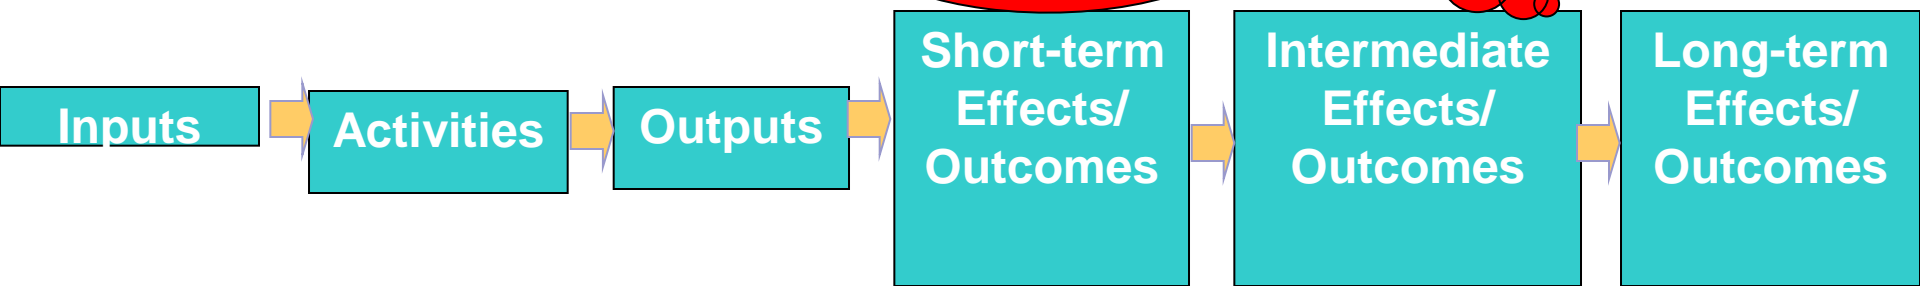 Inputs
Activities
Outputs
Short-term
Effects/
Outcomes
Intermediate
Effects/
Outcomes
Long-term
Effects/
Outcomes